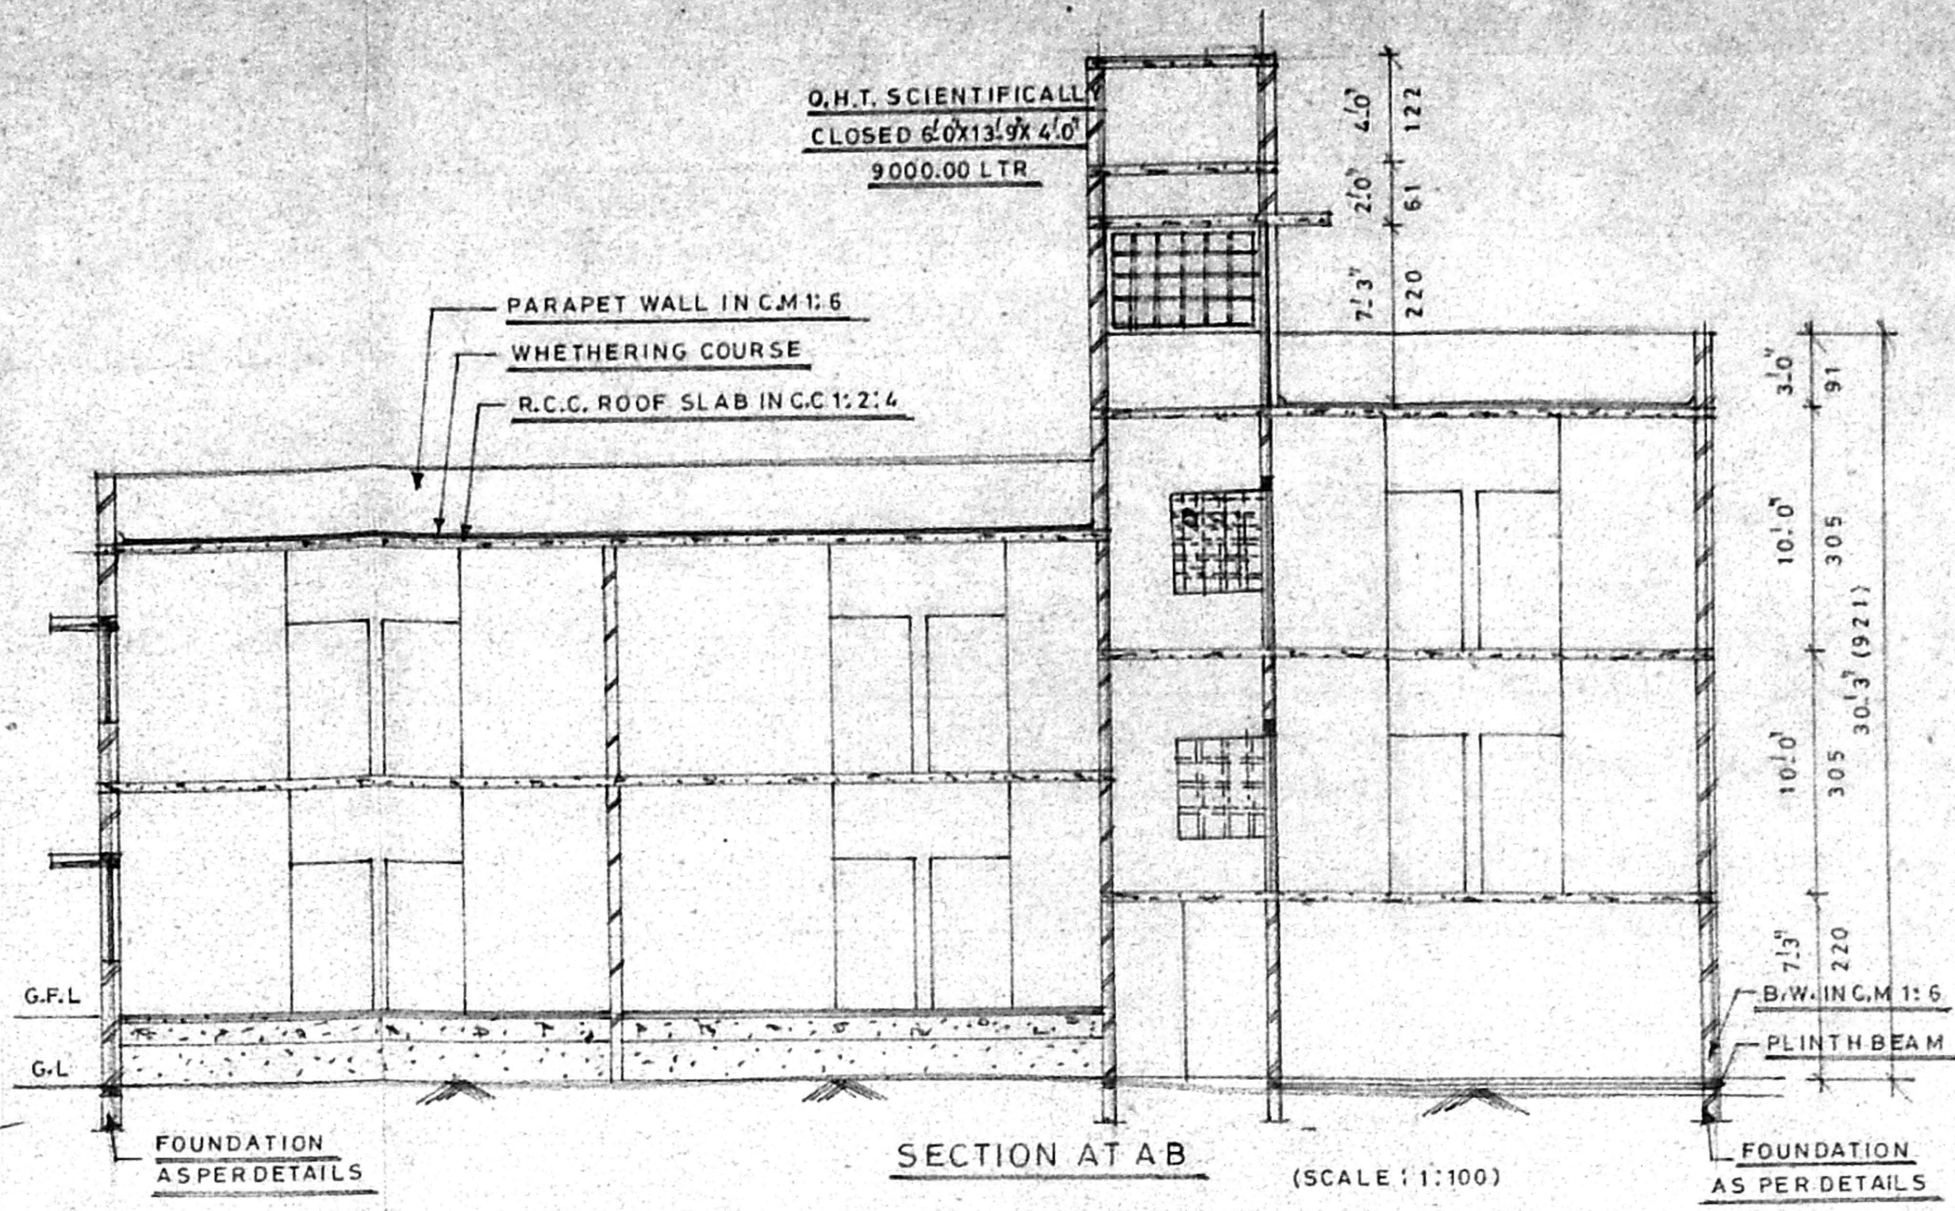 O.H.T. SCIENTIFICALLY
CLOSED 6'.0"X13'.9"X 4'.0"
9000.00 LTR
4'.0"
122
2'.0"
61
7'.3"
220
PARAPET WALL IN C.M 1:6
WHETHERING COURSE
R.C.C. ROOF SLAB IN C.C 1:2:4
3'.0"
91
10'.0"
305
30'.3" (921)
10'.0"
305
7'.3"
220
G.F.L
G.L
B.W. IN C.M 1:6
PLINTH BEAM
FOUNDATION
AS PER DETAILS
SECTION AT A B
(SCALE : 1:100)
FOUNDATION
AS PER DETAILS